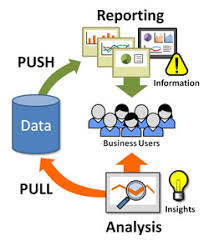 Reporting
PUSH
Information
Data
Business Users
PULL
Insights
Analysis